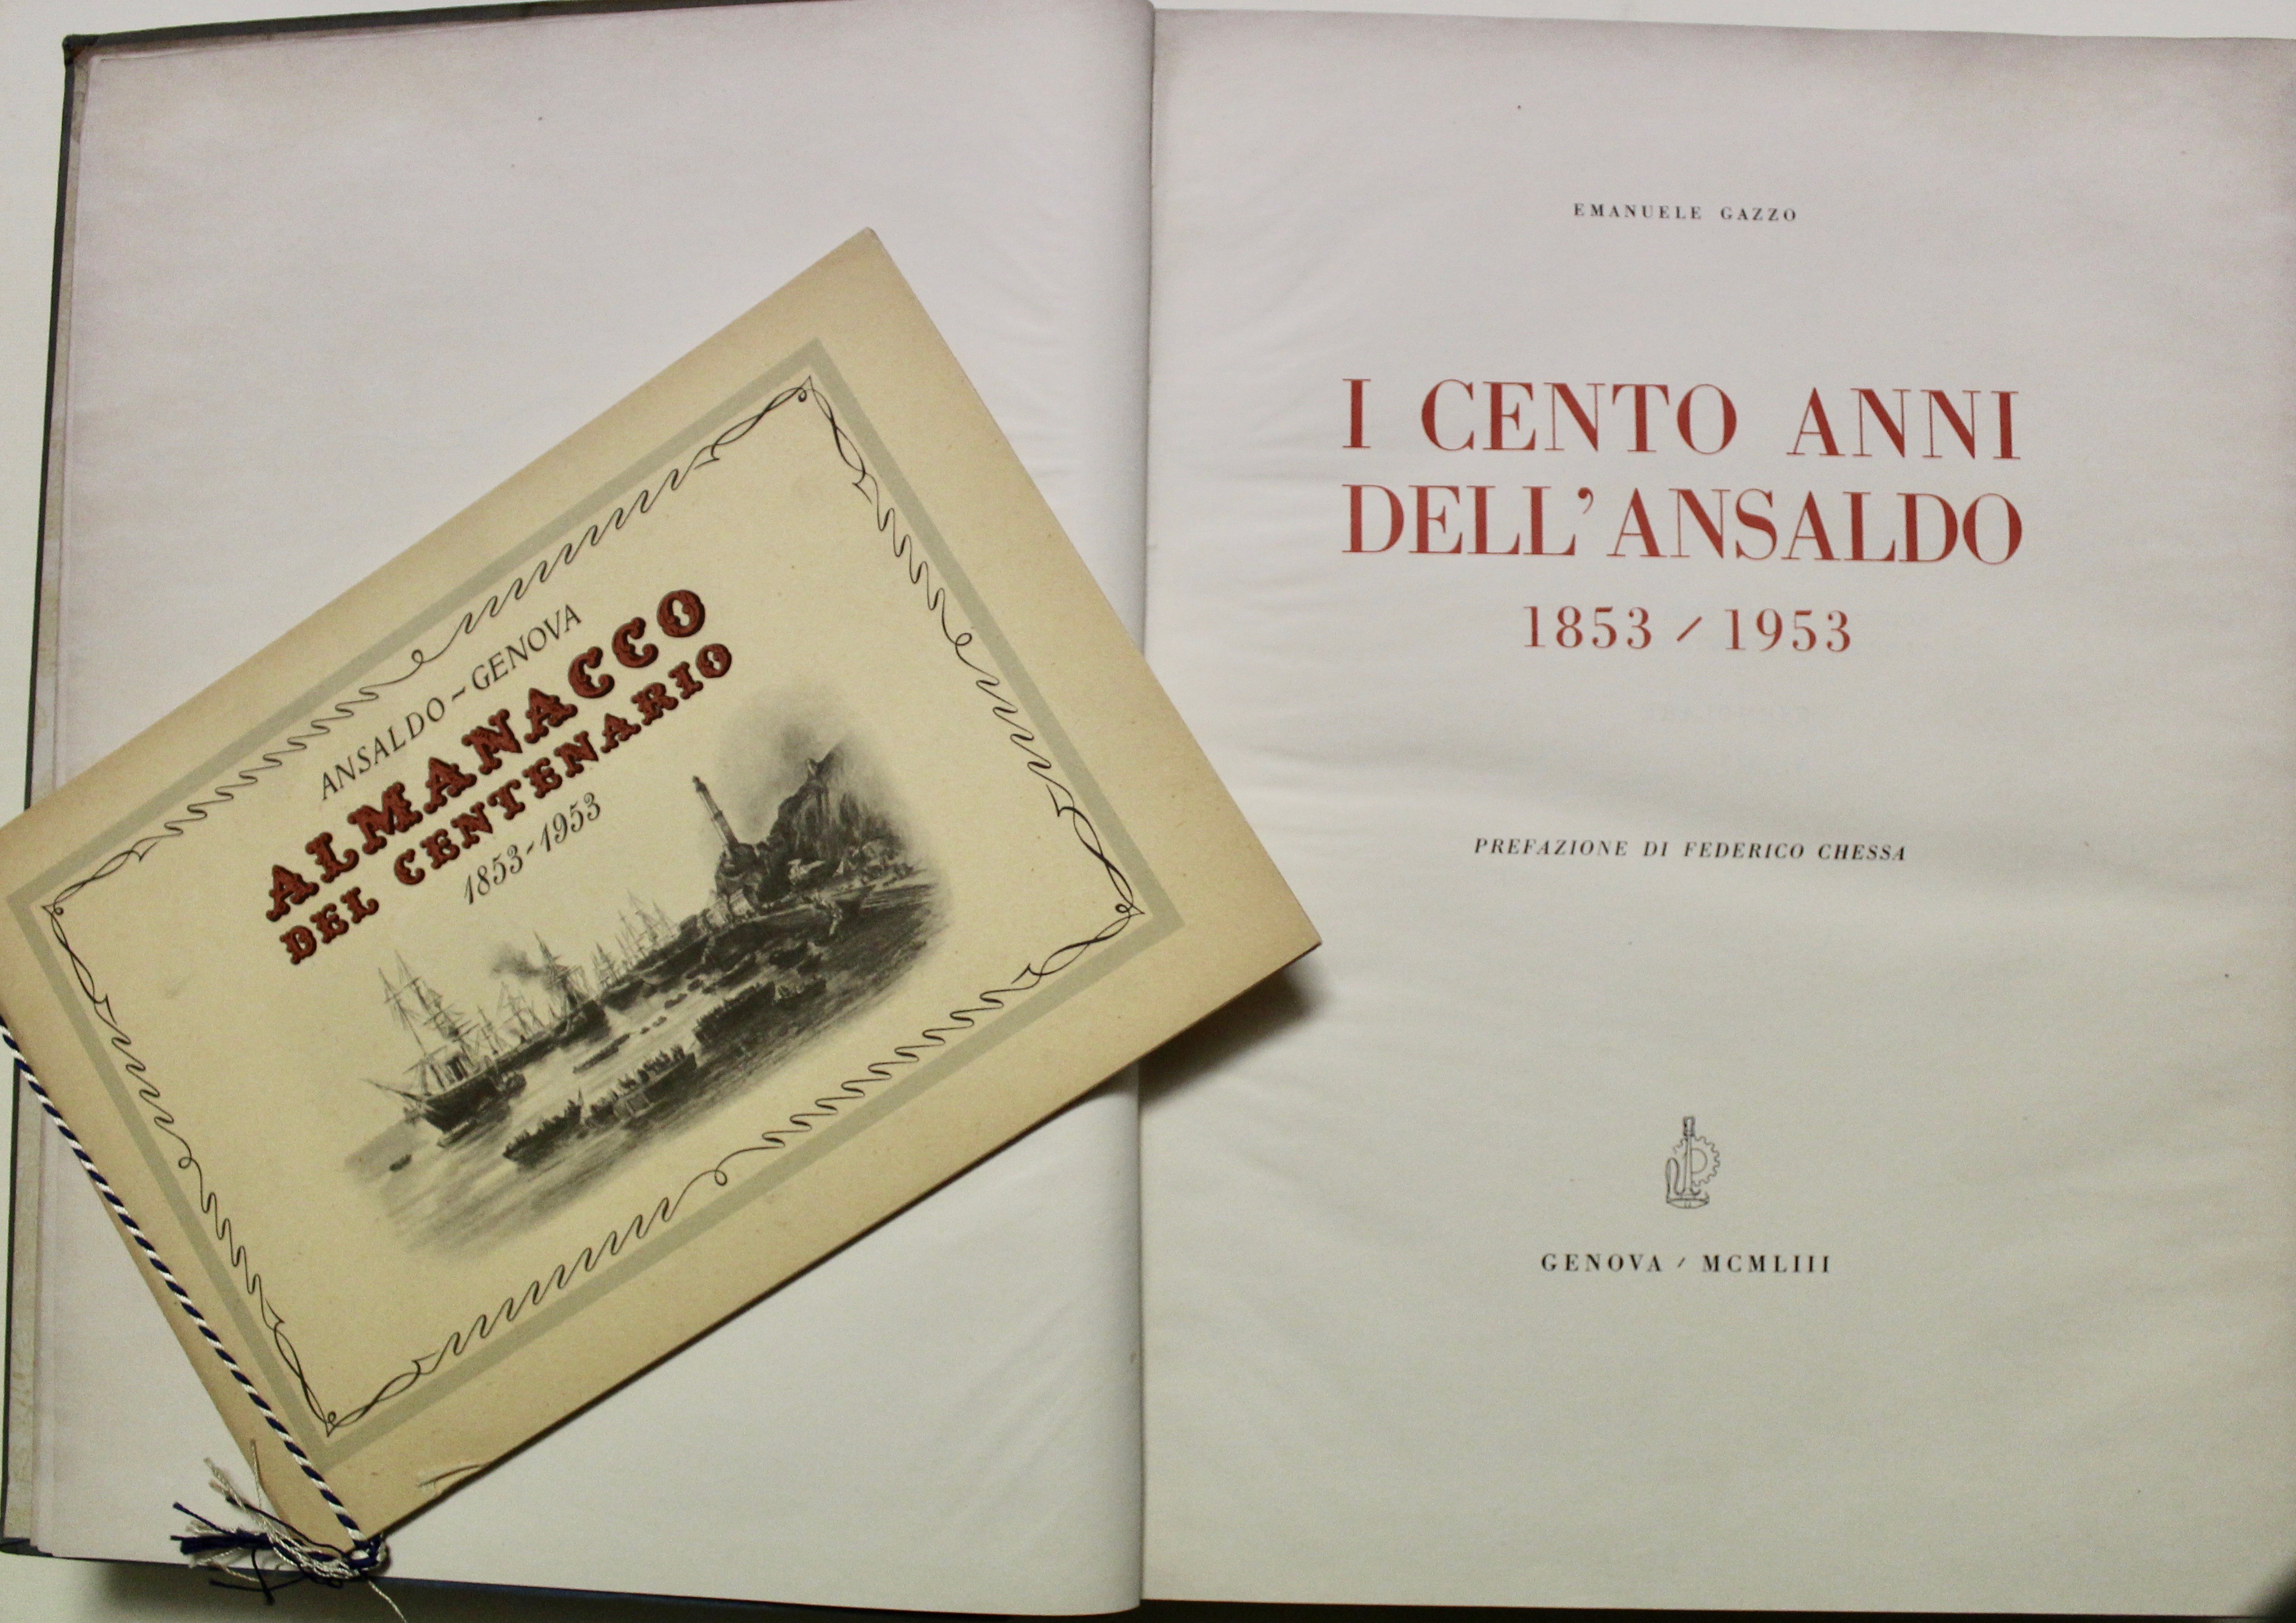 ANSALDO - GENOVA
ALMANACCO
DEL CENTENARIO
1853-1953
EMANUELE GAZZO
I CENTO ANNI
DELL'ANSALDO
1853 / 1953
PREFAZIONE DI FEDERICO CHESSA
GENOVA / MCMLIII